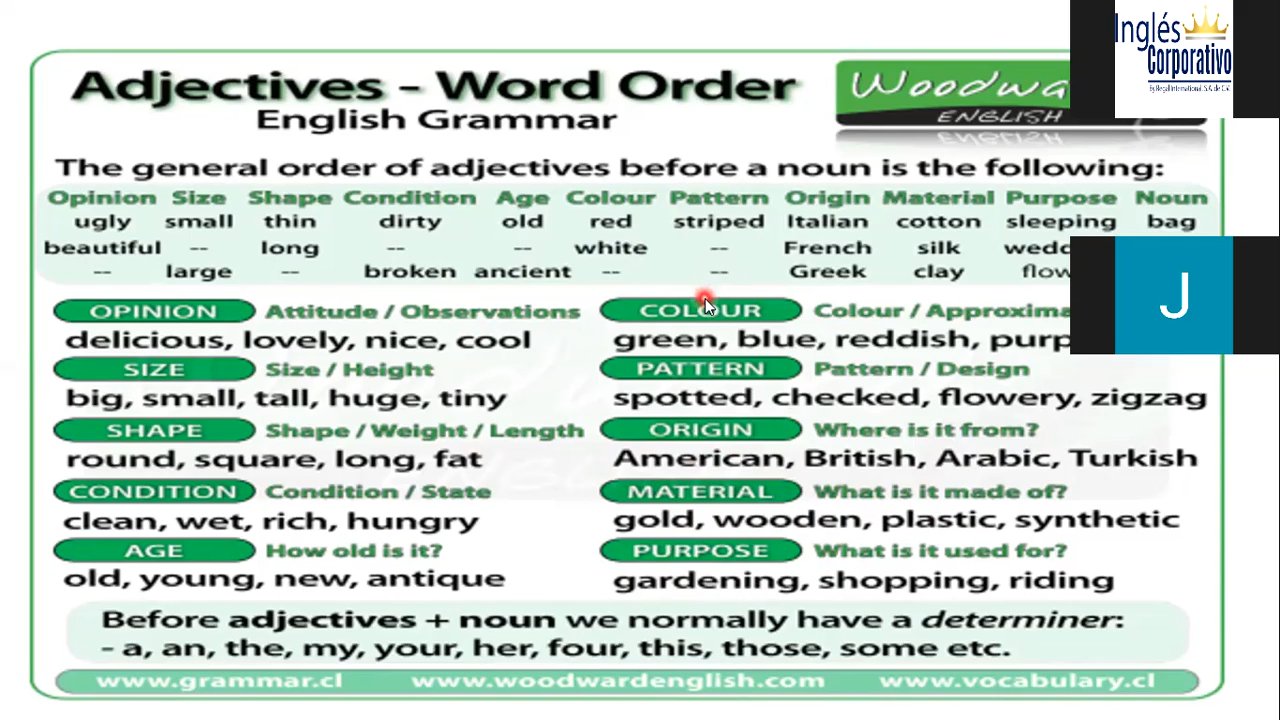 Adjectives - Word Order
English Grammar
ENGLISH
Inglés
Corporativo
The general order of adjectives before a noun is the following:
Opinion Size Shape Condition Age Colour Pattern Origin Material Purpose Noun
ugly small thin dirty old red striped Italian cotton sleeping bag
beautiful -- long -- -- white -- French silk
-- large -- broken ancient -- -- Greek clay
J
OPINION Attitude / Observations
delicious, lovely, nice, cool
SIZE Size / Height
big, small, tall, huge, tiny
SHAPE Shape / Weight / Length
round, square, long, fat
CONDITION Condition / State
clean, wet, rich, hungry
AGE How old is it?
old, young, new, antique
COLOUR Colour /
green, blue, reddish,
PATTERN Pattern / Design
spotted, checked, flowery, zigzag
ORIGIN Where is it from?
American, British, Arabic, Turkish
MATERIAL What is it made of?
gold, wooden, plastic, synthetic
PURPOSE What is it used for?
gardening, shopping, riding
Before adjectives + noun we normally have a determiner:
- a, an, the, my, your, her, four, this, those, some etc.
www.grammar.cl www.woodwardenglish.com www.vocabulary.cl